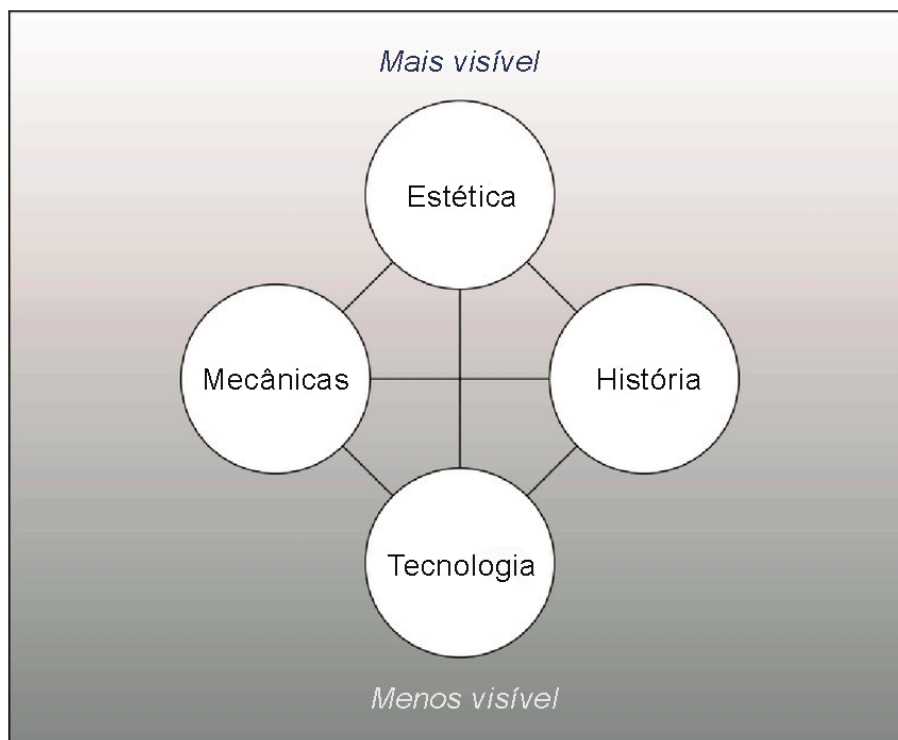 Mais visível
Estética
Mecânicas
História
Tecnologia
Menos visível